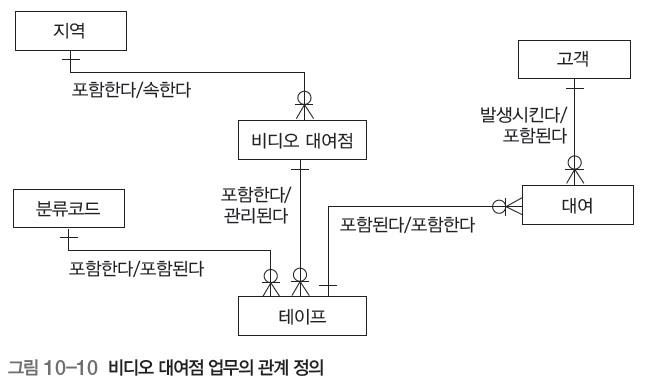 지역
고객
포함한다/속한다
발생시킨다/
포함된다
비디오 대여점
포함한다/
관리된다
분류코드
대여
포함된다/포함한다
포함한다/포함된다
테이프
그림 10-10 비디오 대여점 업무의 관계 정의